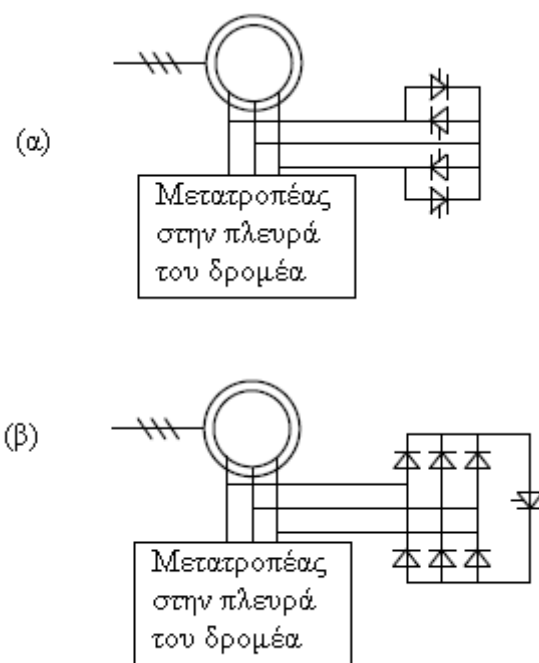 (α)
Μετατροπέας
στην πλευρά
του δρομέα
(β)
Μετατροπέας
στην πλευρά
του δρομέα